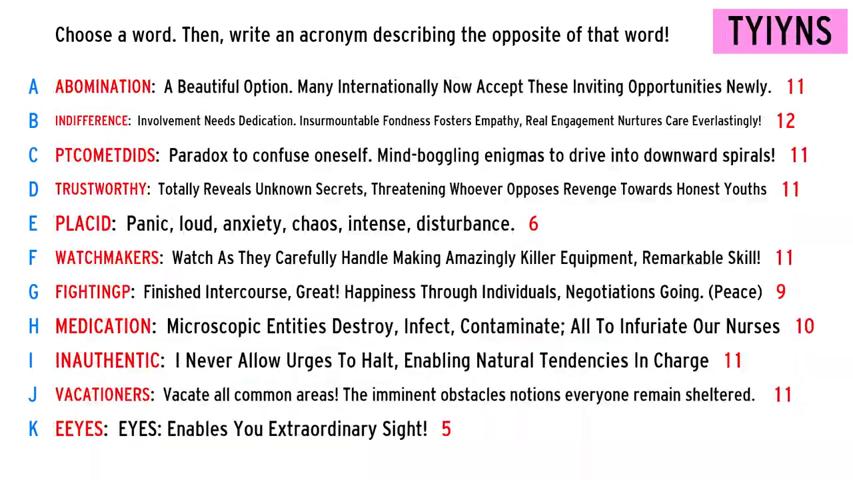 Choose a word. Then, write an acronym describing the opposite of that word!
TYIYNS
A ABOMINATION: A Beautiful Option. Many Internationally Now Accept These Inviting Opportunities Newly. 11
B INDIFFERENCE: Involvement Needs Dedication. Insurmountable Fondness Fosters Empathy, Real Engagement Nurtures Care Everlastingly! 12
C PTCOMETDIDS: Paradox to confuse oneself. Mind-boggling enigmas to drive into downward spirals! 11
D TRUSTWORTHY: Totally Reveals Unknown Secrets, Threatening Whoever Opposes Revenge Towards Honest Youths 11
E PLACID: Panic, loud, anxiety, chaos, intense, disturbance. 6
F WATCHMAKERS: Watch As They Carefully Handle Making Amazingly Killer Equipment, Remarkable Skill! 11
G FIGHTINGP: Finished Intercourse, Great! Happiness Through Individuals, Negotiations Going. (Peace) 9
H MEDICATION: Microscopic Entities Destroy, Infect, Contaminate; All To Infuriate Our Nurses 10
I INAUTHENTIC: I Never Allow Urges To Halt, Enabling Natural Tendencies In Charge 11
J VACATIONERS: Vacate all common areas! The imminent obstacles notions everyone remain sheltered. 11
K EEYES: EYES: Enables You Extraordinary Sight! 5